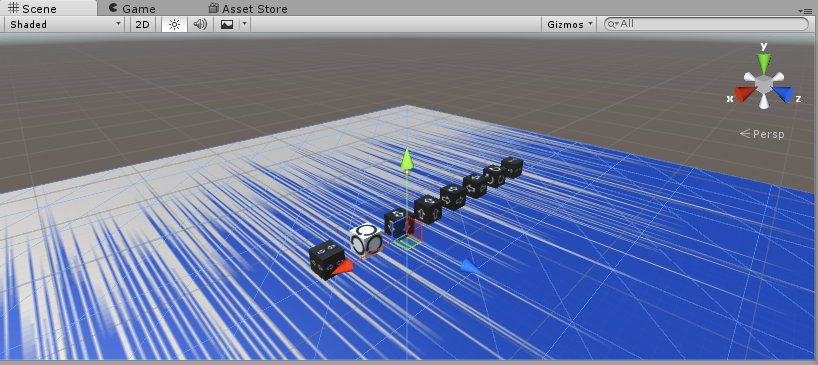 Scene Game Asset Store
Shaded 2D Gizmos All
y
x z
Persp